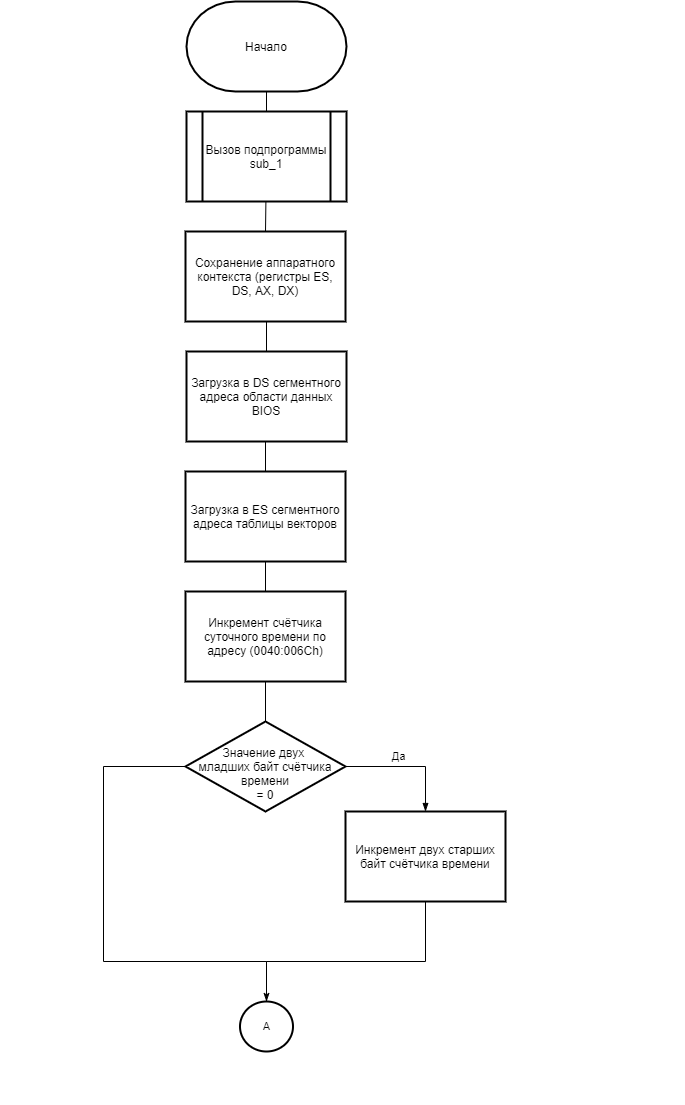 Начало
Вызов подпрограммы
sub_1
Сохранение аппаратного
контекста (регистры ES,
DS, AX, DX)
Загрузка в DS сегментного
адреса области данных
BIOS
Загрузка в ES сегментного
адреса таблицы векторов
Инкремент счётчика
суточного времени по
адресу (0040:006Ch)
Значение двух
младших байт счётчика
времени
= 0
Да
Инкремент двух старших
байт счётчика времени
A